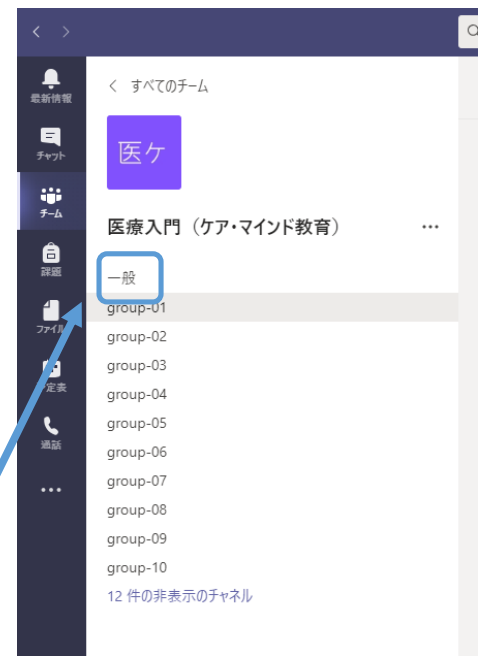 最新情報
チャット
チーム
課題
ファイル
定表
通話
< すべてのチーム
医ケ
医療入門（ケア・マインド教育）
一般
group-01
group-02
group-03
group-04
group-05
group-06
group-07
group-08
group-09
group-10
12 件の非表示のチャネル